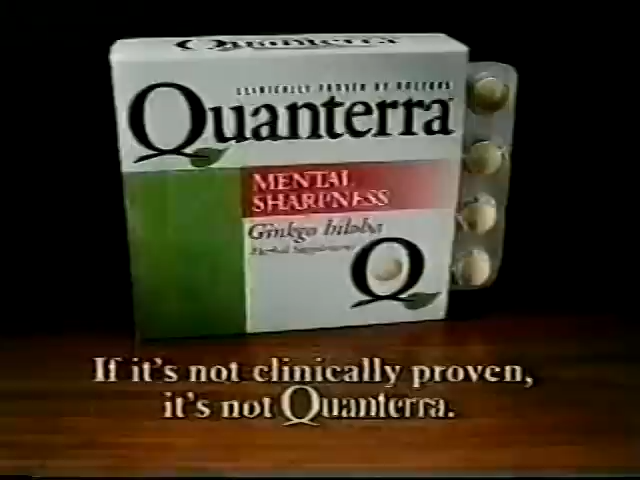 Quanterra
CLINICALLY PROVEN BY DOCTORS
Quanterra™
MENTAL
SHARPNESS
Ginkgo biloba
Herbal Supplement
Q
If it's not clinically proven,
it's not Quanterra.